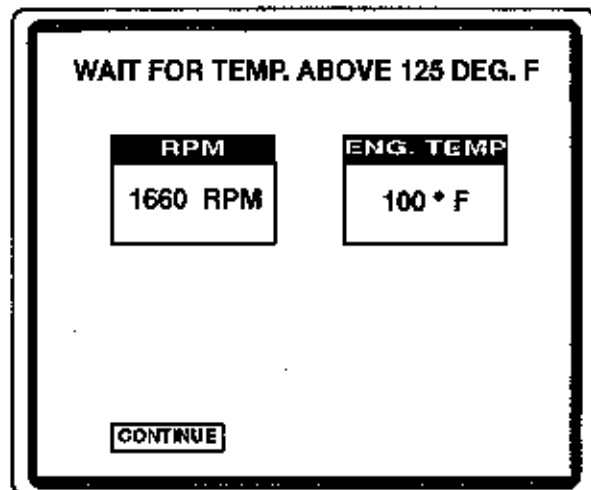 WAIT FOR TEMP. ABOVE 125 DEG. F
RPM
1660 RPM
ENG. TEMP
100 ° F
CONTINUE